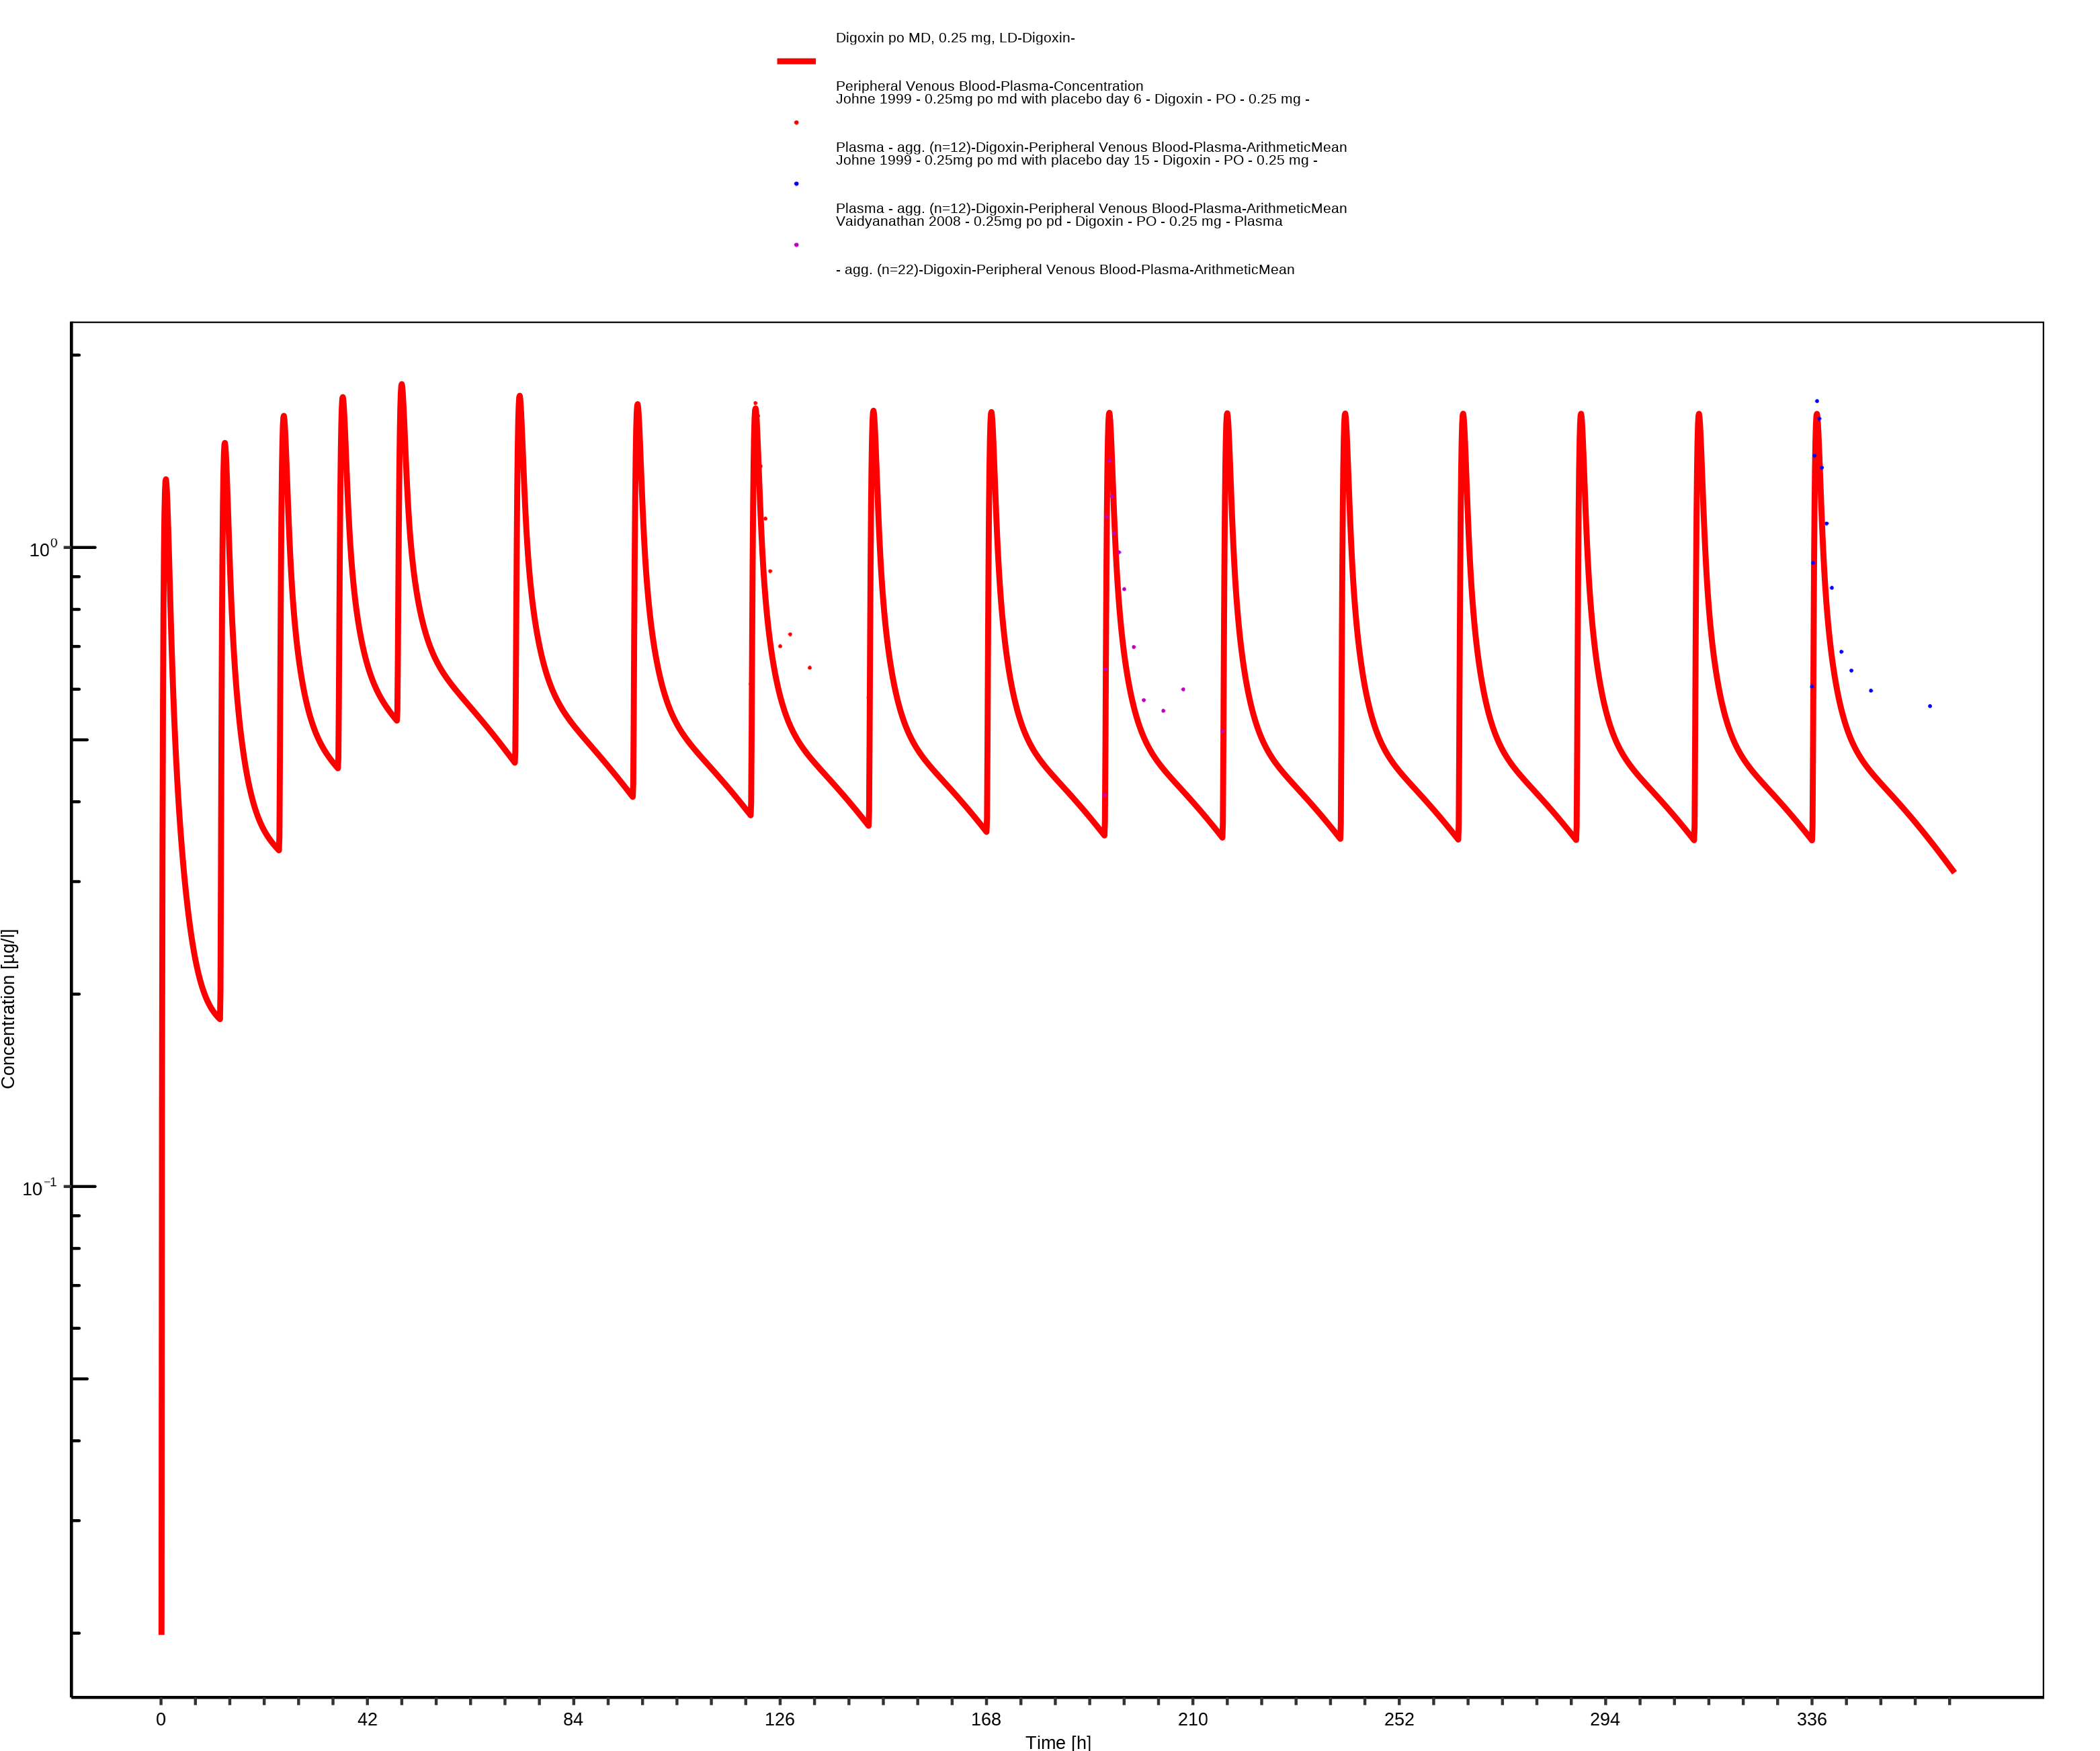 Digoxin po MD, 0.25 mg, LD-Digoxin-
Peripheral Venous Blood-Plasma-Concentration
Johne 1999 - 0.25mg po md with placebo day 6 - Digoxin - PO - 0.25 mg -
Plasma - agg. (n=12)-Digoxin-Peripheral Venous Blood-Plasma-ArithmeticMean
Johne 1999 - 0.25mg po md with placebo day 15 - Digoxin - PO - 0.25 mg -
Plasma - agg. (n=12)-Digoxin-Peripheral Venous Blood-Plasma-ArithmeticMean
Vaidyanathan 2008 - 0.25mg po pd - Digoxin - PO - 0.25 mg - Plasma
- agg. (n=22)-Digoxin-Peripheral Venous Blood-Plasma-ArithmeticMean
10⁰
10⁻¹
Concentration [µg/l]
0 42 84 126 168 210 252 294 336
Time [h]